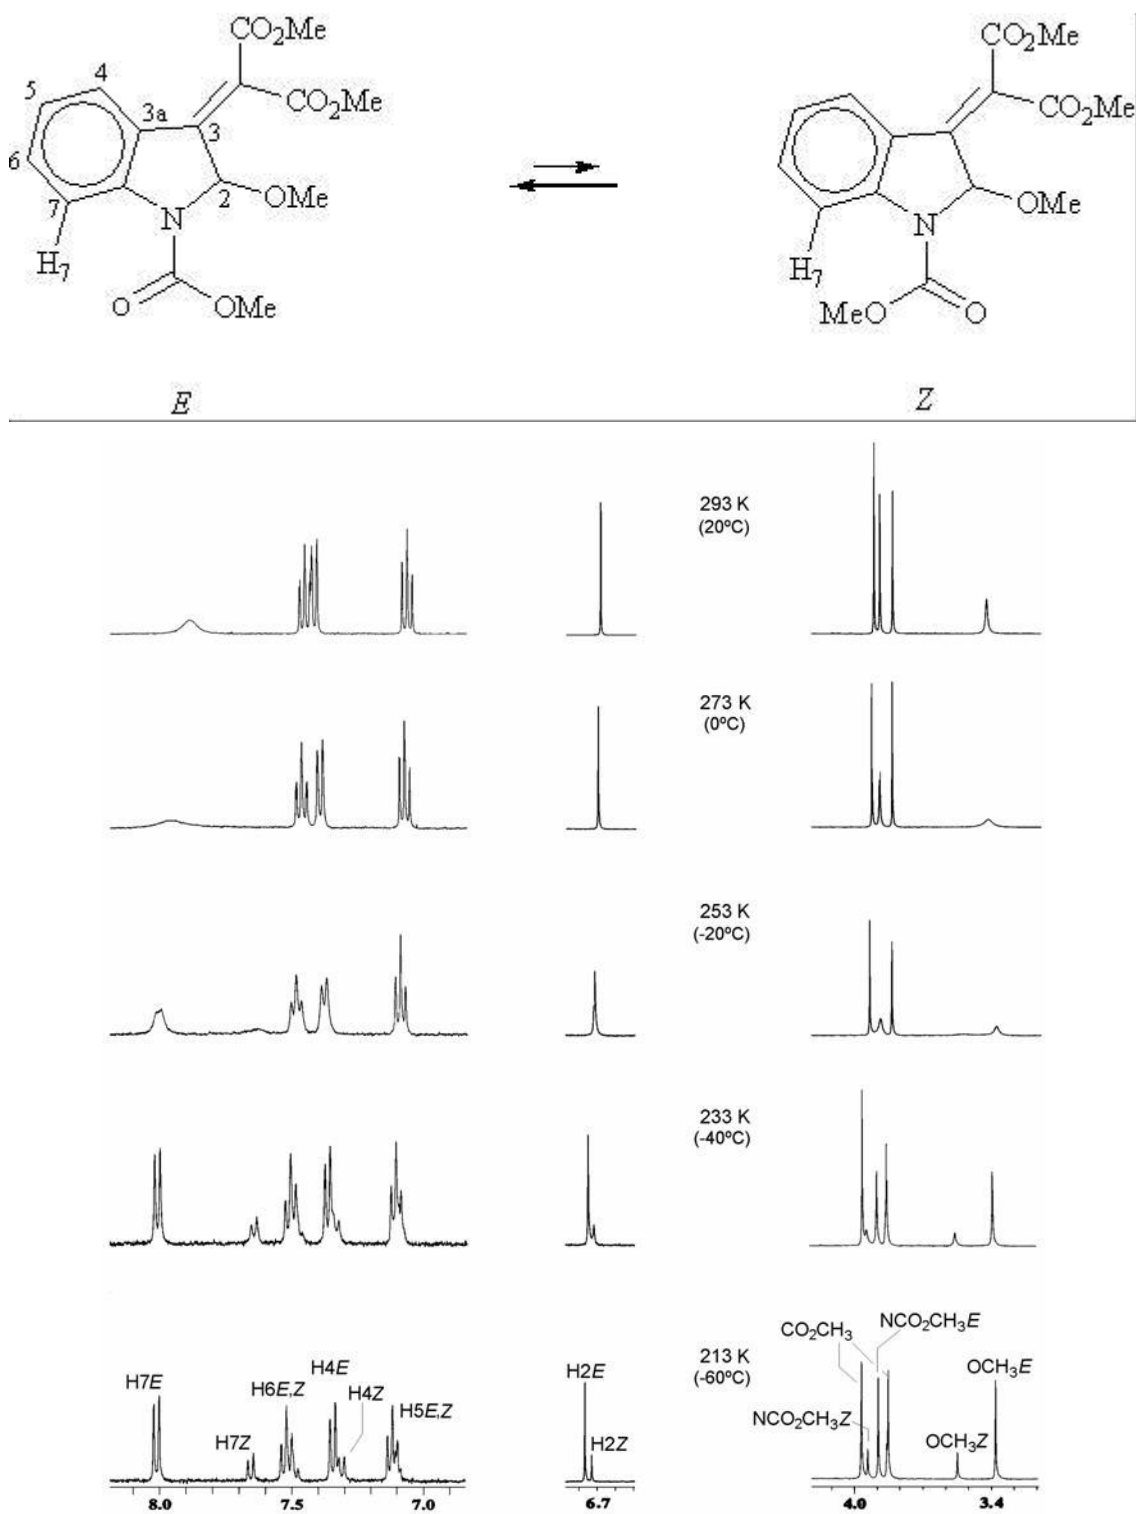 CO₂Me
CO₂Me
4
5
3a
3
6
2
OMe
7
N
H₇
O
OMe
E
CO₂Me
CO₂Me
OMe
N
H₇
MeO
O
Z
293 K
(20ºC)
273 K
(0ºC)
253 K
(-20ºC)
233 K
(-40ºC)
213 K
(-60ºC)
H7E
H7Z
H6E,Z
H4E
H4Z
H5E,Z
H2E
H2Z
CO₂CH₃
NCO₂CH₃E
NCO₂CH₃Z
OCH₃E
OCH₃Z
8.0 7.5 7.0 6.7 4.0 3.4